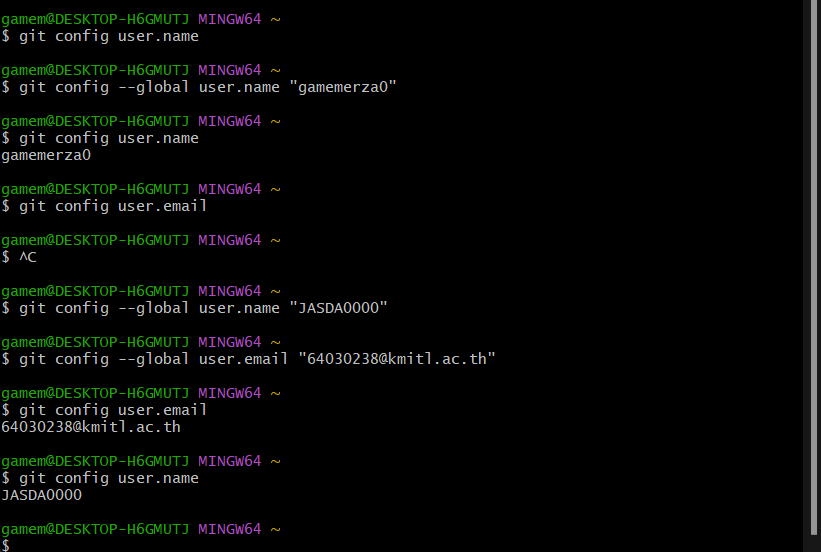 gamem@DESKTOP-H6GMUTJ MINGW64 ~
$ git config user.name
gamem@DESKTOP-H6GMUTJ MINGW64 ~
$ git config --global user.name "gamemerza0"
gamem@DESKTOP-H6GMUTJ MINGW64 ~
$ git config user.name
gamemerza0
gamem@DESKTOP-H6GMUTJ MINGW64 ~
$ git config user.email
gamem@DESKTOP-H6GMUTJ MINGW64 ~
$ ^C
gamem@DESKTOP-H6GMUTJ MINGW64 ~
$ git config --global user.name "JASDA0000"
gamem@DESKTOP-H6GMUTJ MINGW64 ~
$ git config --global user.email "64030238@kmitl.ac.th"
gamem@DESKTOP-H6GMUTJ MINGW64 ~
$ git config user.email
64030238@kmitl.ac.th
gamem@DESKTOP-H6GMUTJ MINGW64 ~
$ git config user.name
JASDA0000
gamem@DESKTOP-H6GMUTJ MINGW64 ~
$